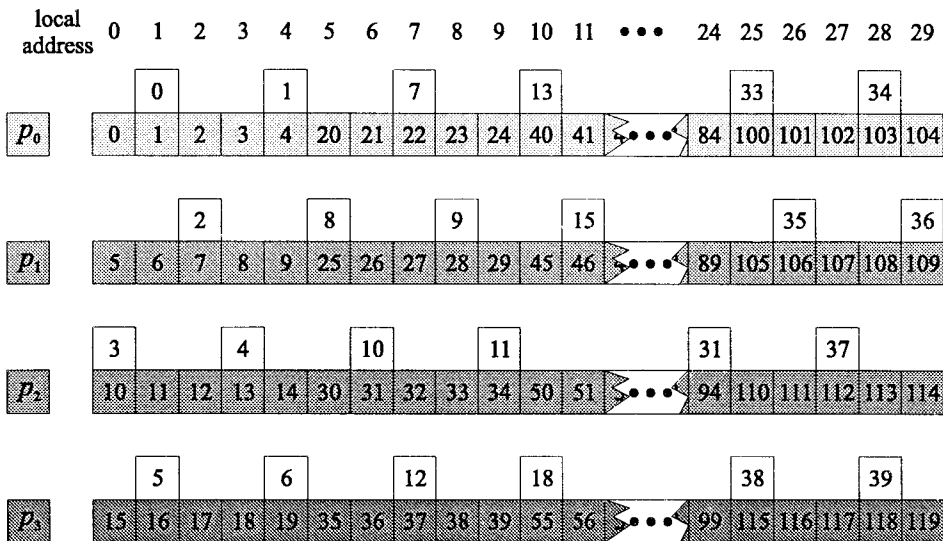 local
address 0 1 2 3 4 5 6 7 8 9 10 11 ••• 24 25 26 27 28 29
0 1 7 13 33 34
p0 0 1 2 3 4 20 21 22 23 24 40 41 ••• 84 100 101 102 103 104
2 8 9 15 35 36
p1 5 6 7 8 9 25 26 27 28 29 45 46 ••• 89 105 106 107 108 109
3 4 10 11 31 37
p2 10 11 12 13 14 30 31 32 33 34 50 51 ••• 94 110 111 112 113 114
5 6 12 18 38 39
p3 15 16 17 18 19 35 36 37 38 39 55 56 ••• 99 115 116 117 118 119